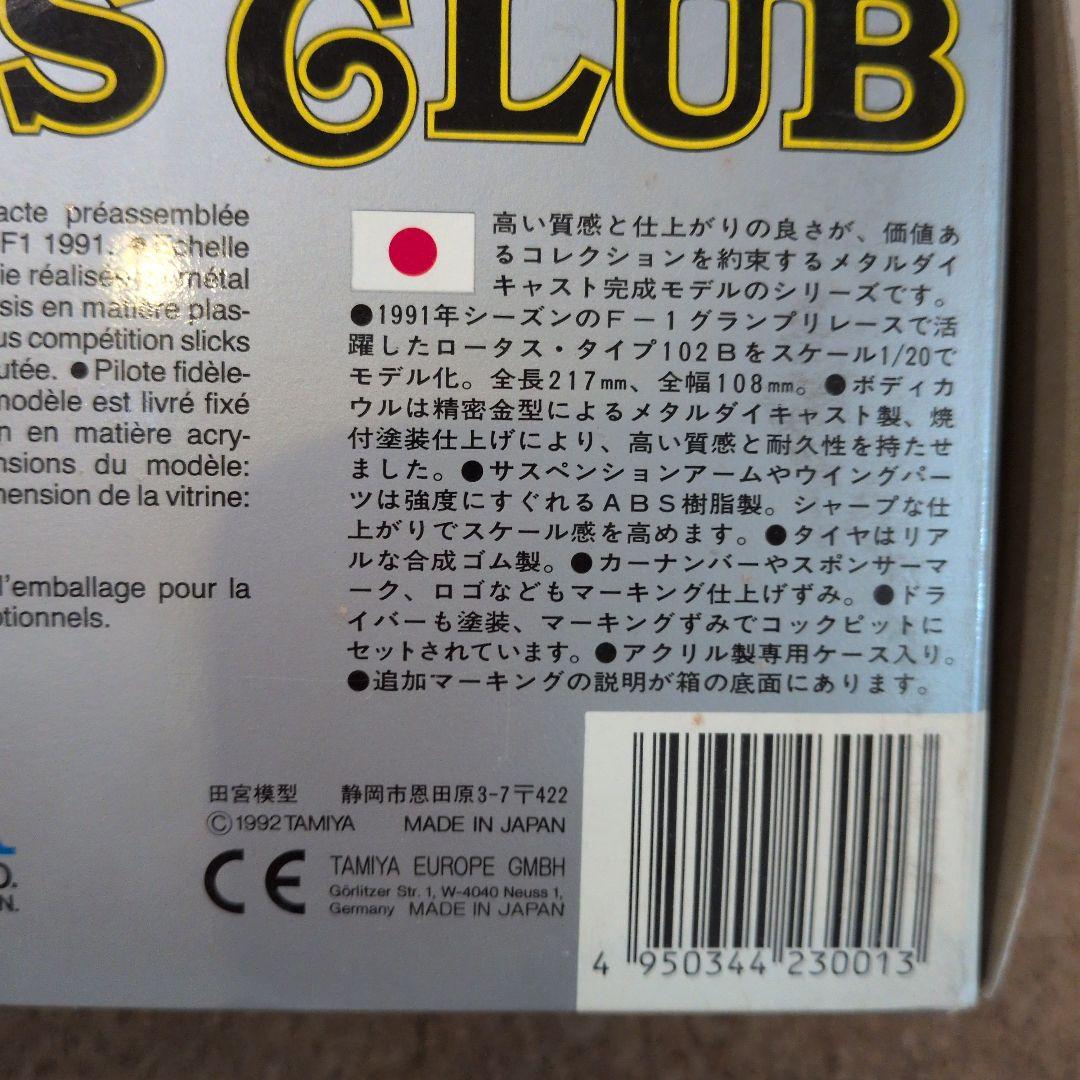 S CLUB
acte préassemblée
F1 1991. ● Echelle
ie réalisée métal
sis en matière plas-
us compétition slicks
utée. ● Pilote fidèle-
modèle est livré fixé
n en matière acry-
ensions du modèle:
mension de la vitrine:
l'emballage pour la
otionnels.
高い質感と仕上がりの良さが、価値あ
るコレクションを約束するメタルダイ
キャスト完成モデルのシリーズです。
●1991年シーズンのF−1グランプリレースで活
躍したロータス・タイプ102Bをスケール1/20で
モデル化。全長217mm、全幅108mm。●ボディカ
ウルは精密金型によるメタルダイキャスト製、焼
付塗装仕上げにより、高い質感と耐久性を持たせ
ました。●サスペンションアームやウイングパー
ツは強度にすぐれるABS樹脂製。シャープな仕
上がりでスケール感を高めます。●タイヤはリア
ルな合成ゴム製。●カーナンバーやスポンサーマ
ーク、ロゴなどもマーキング仕上げずみ。●ドラ
イバーも塗装、マーキングずみでコックピットに
セットされています。●アクリル製専用ケース入り。
●追加マーキングの説明が箱の底面にあります。
田宮模型 静岡市恩田原3-7〒422
©1992 TAMIYA MADE IN JAPAN
CE TAMIYA EUROPE GMBH
Görlitzer Str. 1, W-4040 Neuss 1,
Germany MADE IN JAPAN
D.
N.
4 950344 230013